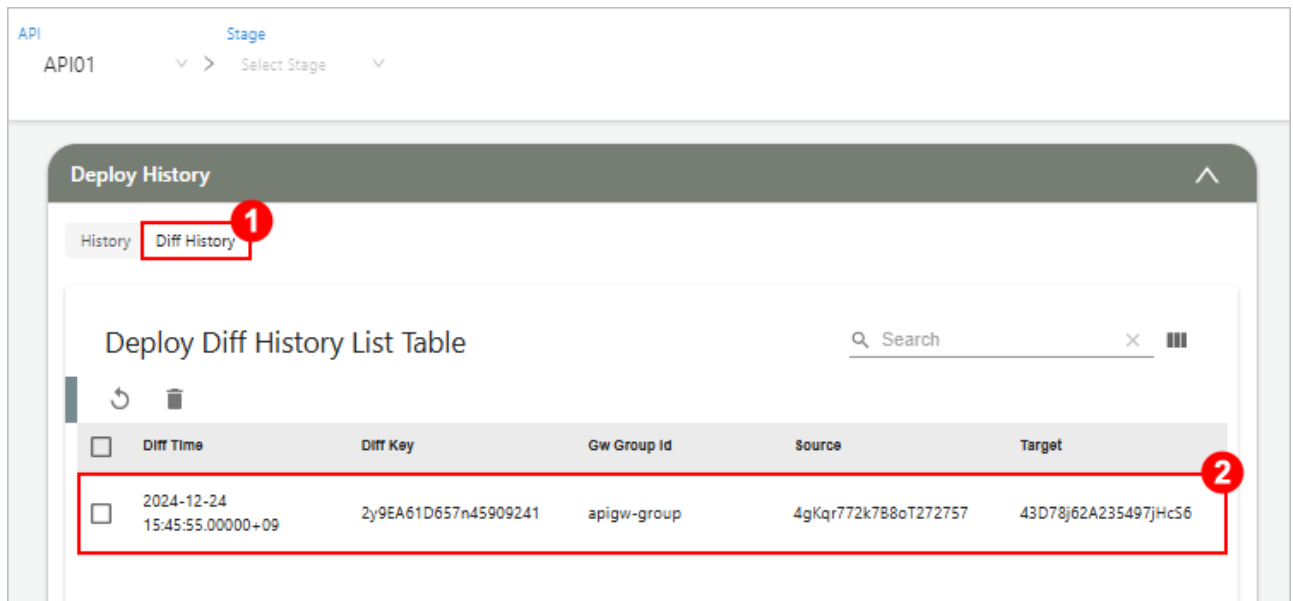 API Stage
API01 > Select Stage
Deploy History
1
History Diff History
Deploy Diff History List Table Search
Diff Time Diff Key Gw Group Id Source Target
2
2024-12-24
15:45:55.00000+09 2y9EA61D657n45909241 apigw-group 4gKqr772k7B8oT272757 43D78j62A235497jHcS6